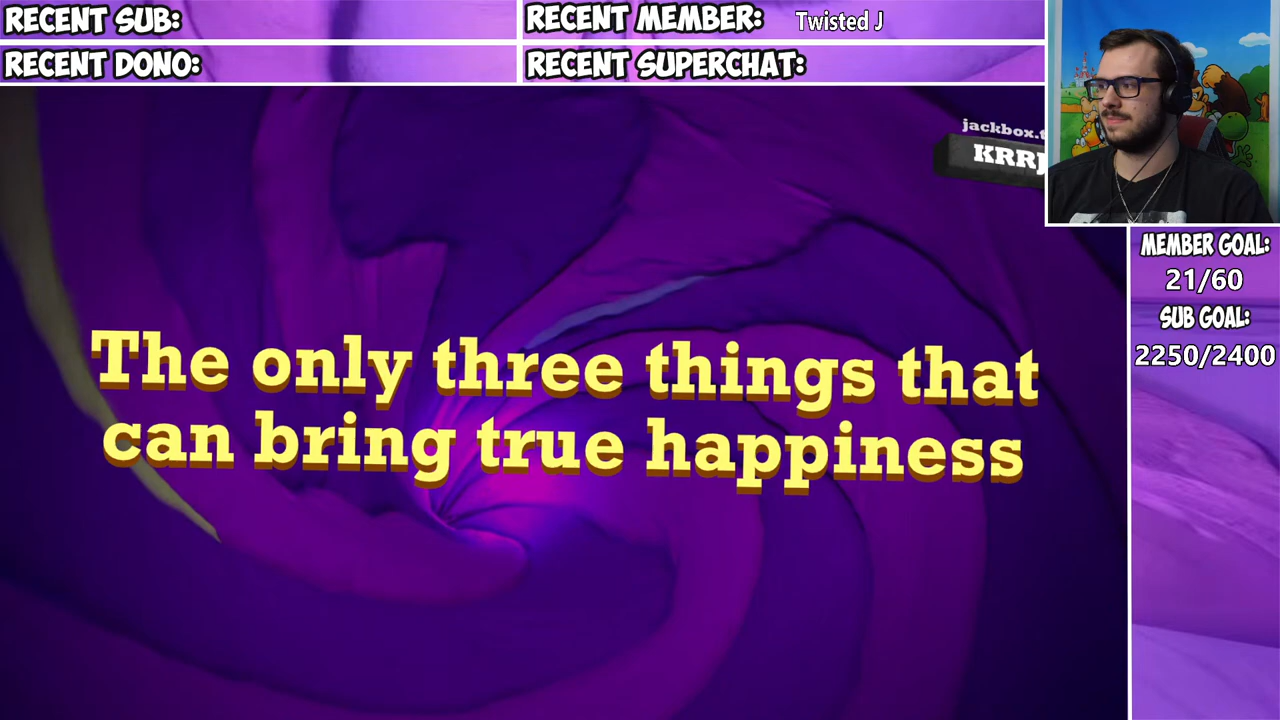 RECENT SUB:
RECENT MEMBER: Twisted J
RECENT DONO:
RECENT SUPERCHAT:
jackbox.t
KRRJ
MEMBER GOAL:
21/60
SUB GOAL:
2250/2400
The only three things that
can bring true happiness